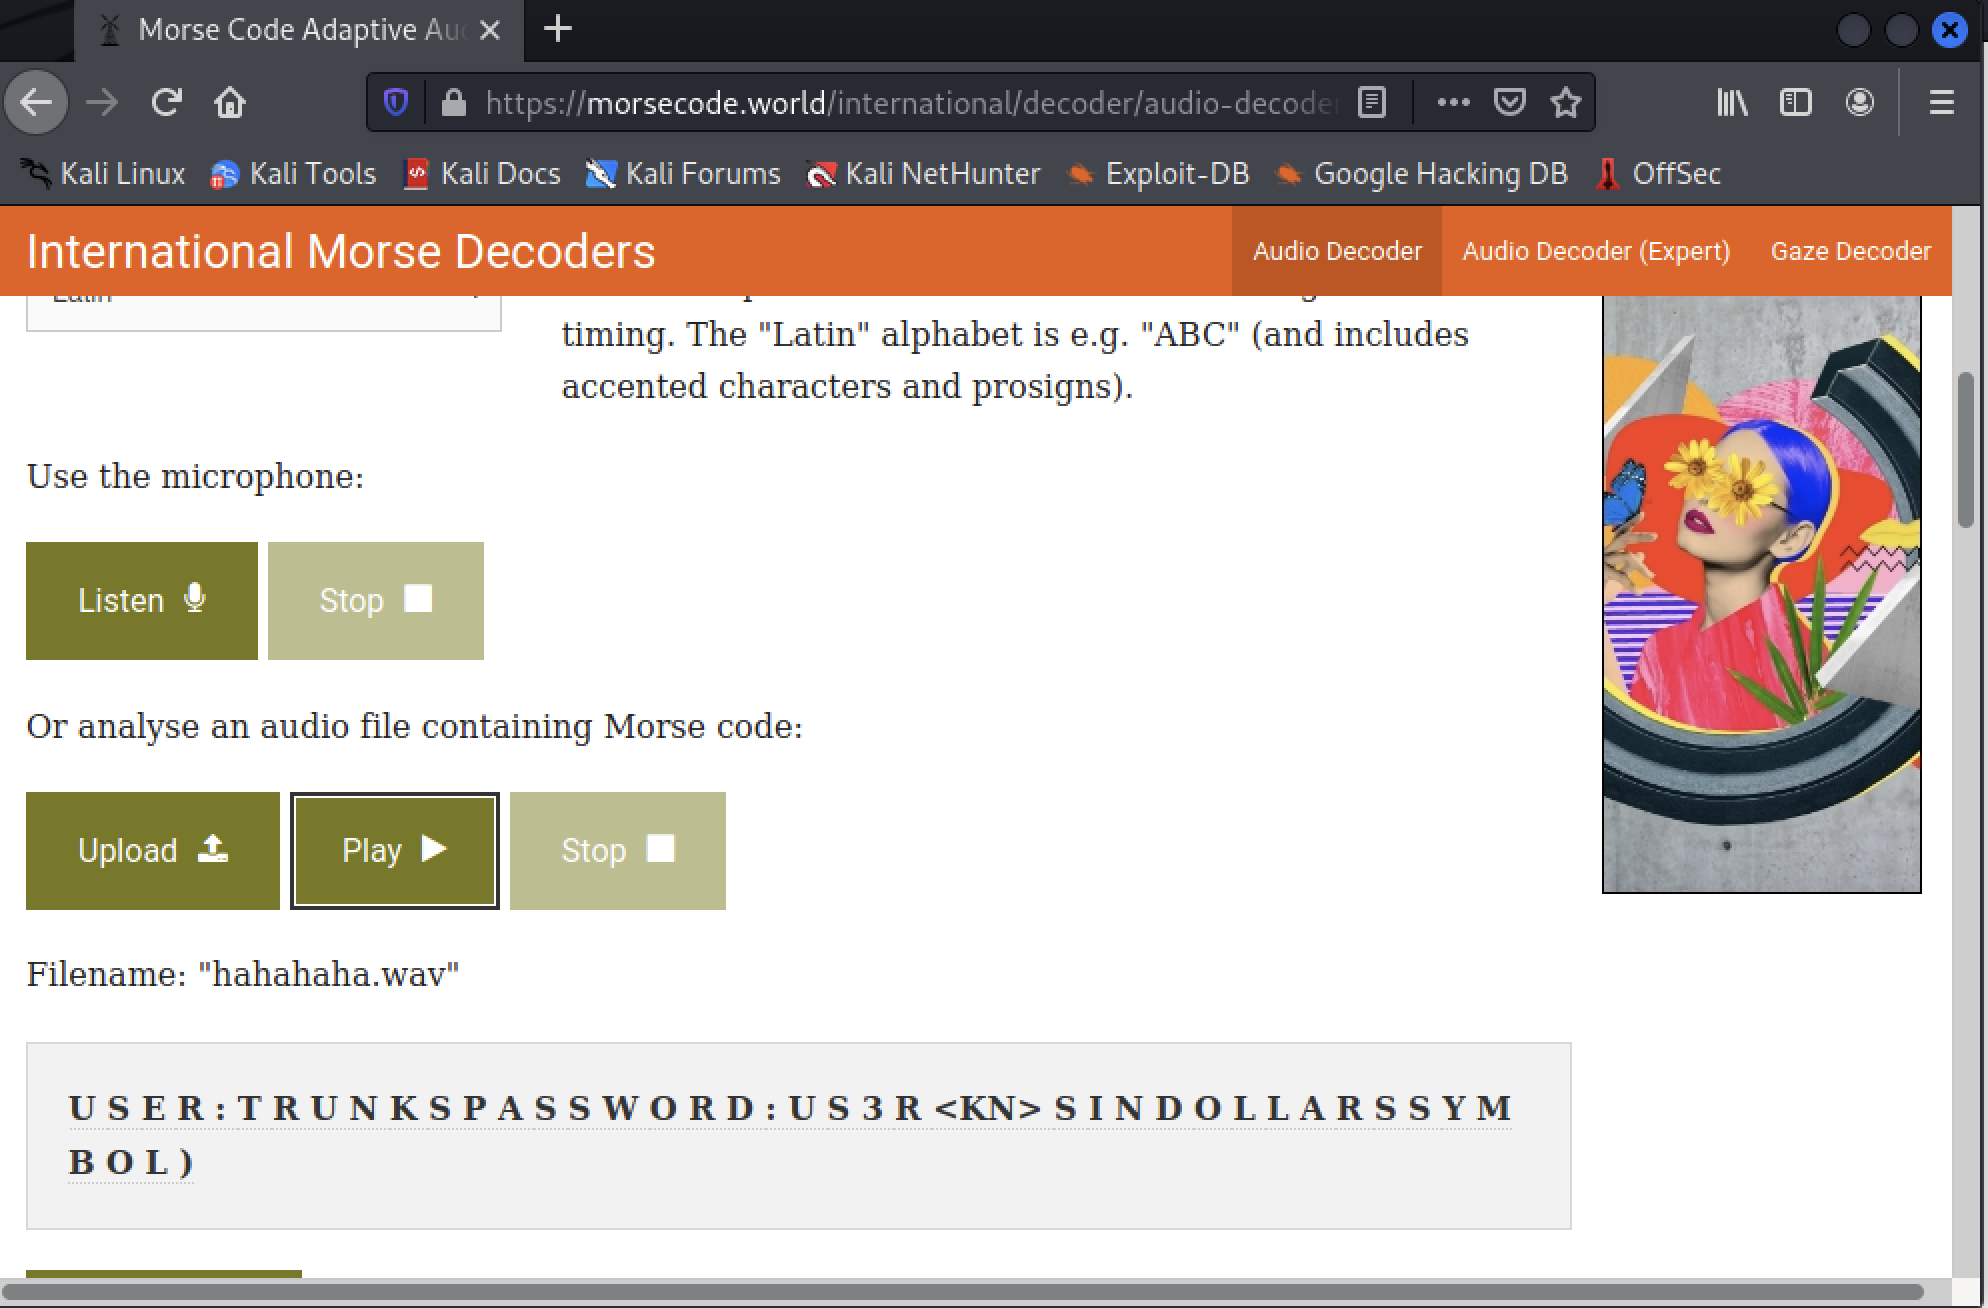 Morse Code Adaptive Au
https://morsecode.world/international/decoder/audio-decoder
Kali Linux Kali Tools Kali Docs Kali Forums Kali NetHunter Exploit-DB Google Hacking DB OffSec
International Morse Decoders Audio Decoder Audio Decoder (Expert) Gaze Decoder
Latin
timing. The "Latin" alphabet is e.g. "ABC" (and includes
accented characters and prosigns).
Use the microphone:
Listen Stop
Or analyse an audio file containing Morse code:
Upload Play Stop
Filename: "hahahaha.wav"
U S E R : T R U N K S P A S S W O R D : U S 3 R <KN> S I N D O L L A R S S Y M
B O L )